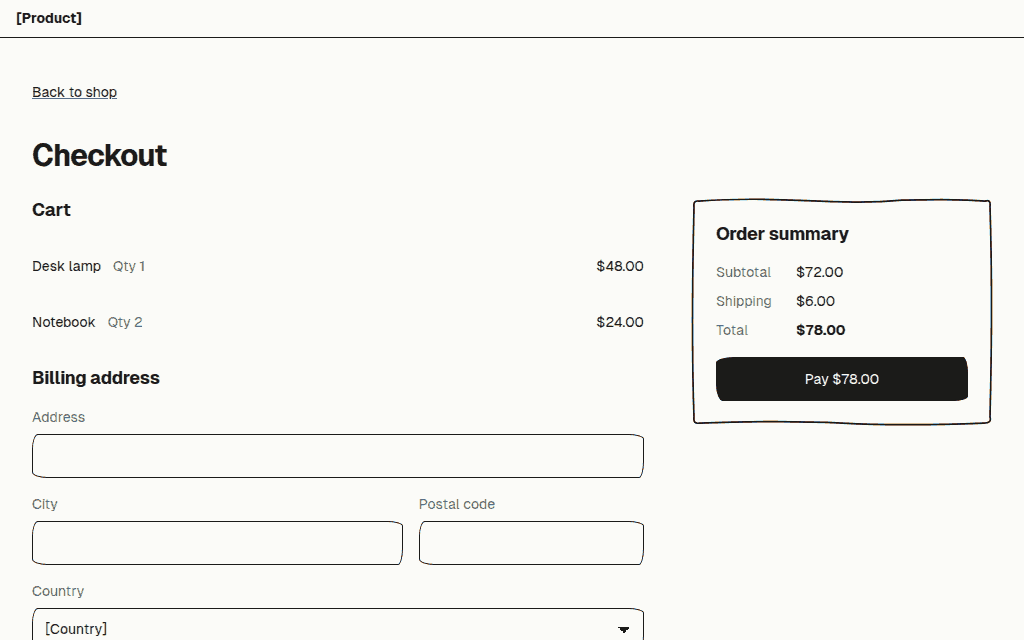 [Product]
Back to shop
Checkout
Cart
Desk lamp Qty 1 $48.00
Notebook Qty 2 $24.00
Billing address
Address
City Postal code
Country
[Country]
Order summary
Subtotal $72.00
Shipping $6.00
Total $78.00
Pay $78.00